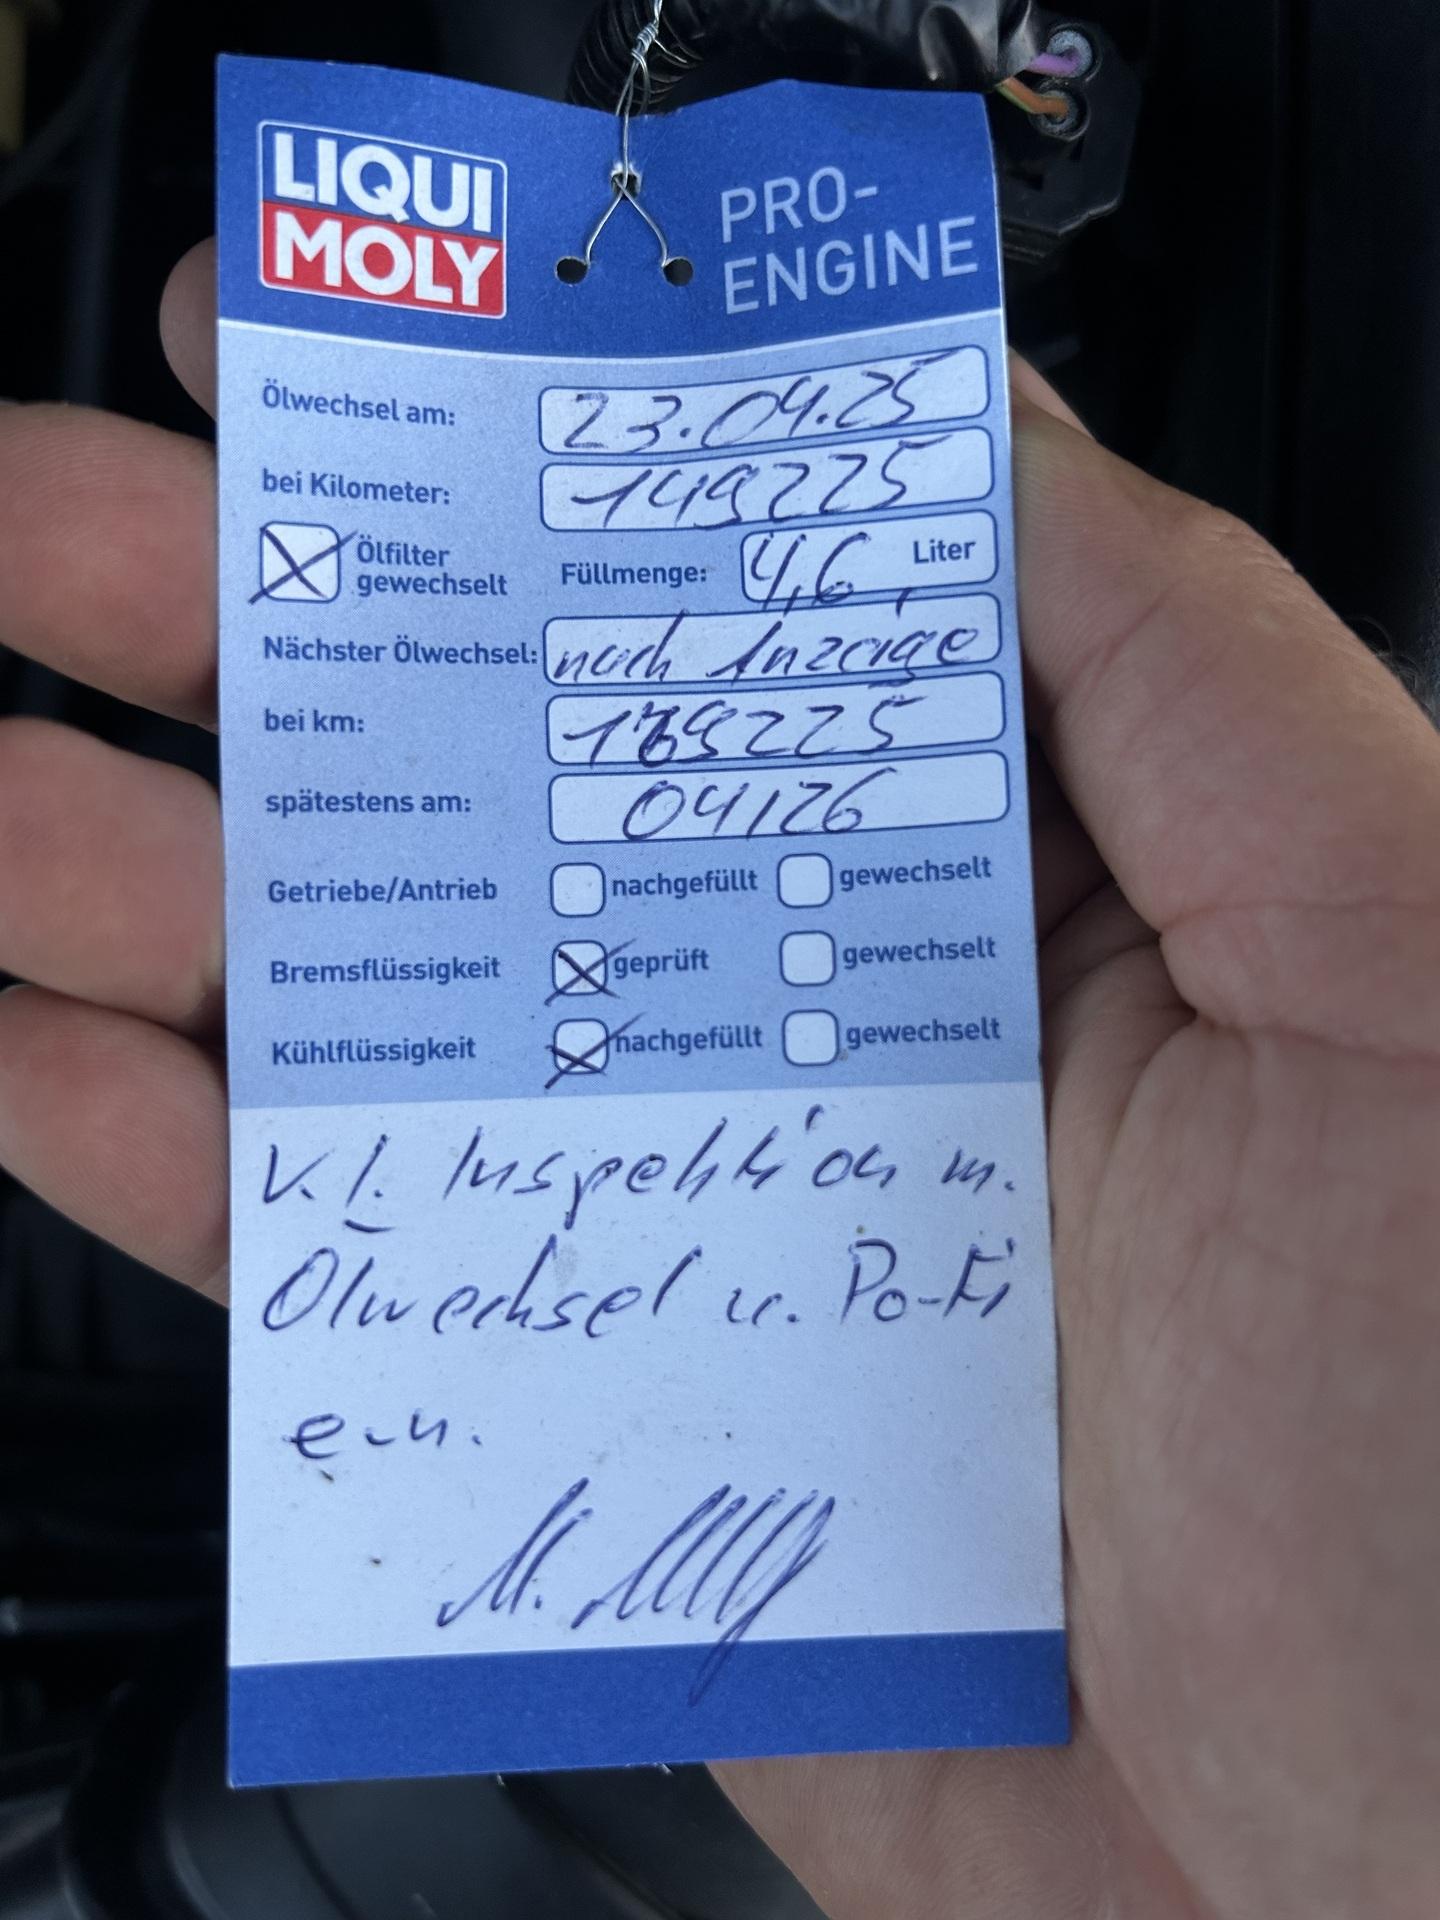 LIQUI
MOLY
PRO-
ENGINE
Ölwechsel am: 23.04.25
bei Kilometer: 149225
Ölfilter
gewechselt Füllmenge: 4,6 Liter
Nächster Ölwechsel: nach Anzeige
bei km: 169225
spätestens am: 04/26
Getriebe/Antrieb nachgefüllt gewechselt
Bremsflüssigkeit geprüft gewechselt
Kühlflüssigkeit nachgefüllt gewechselt
V. I. Inspektion m.
Ölwechsel u. Po-Fi